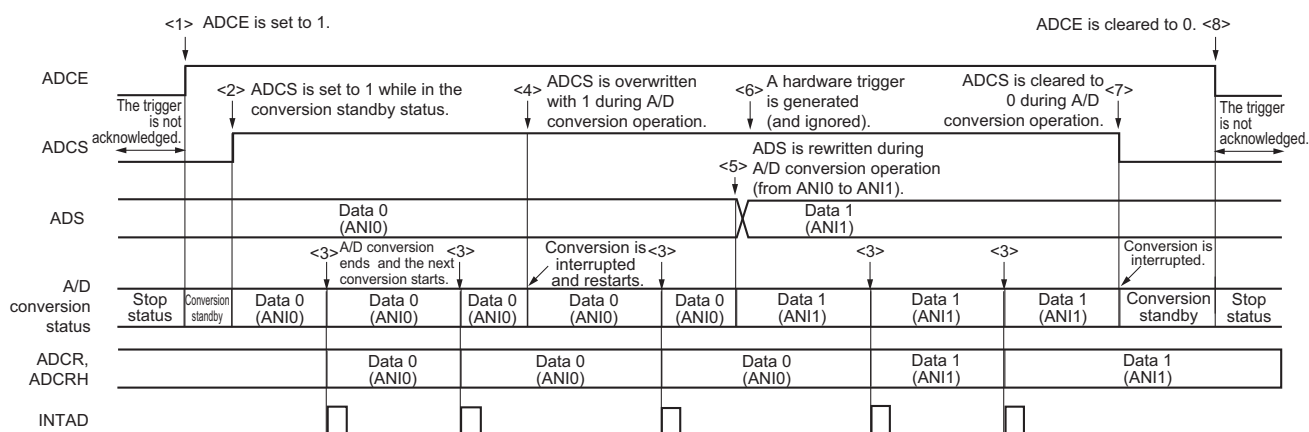 <1> ADCE is set to 1.
ADCE is cleared to 0. <8>
ADCE
The trigger
is not
acknowledged.
<2> ADCS is set to 1 while in the
conversion standby status.
<4> ADCS is overwritten
with 1 during A/D
conversion operation.
<6> A hardware trigger
is generated
(and ignored).
ADCS is cleared to
0 during A/D
conversion operation.
<7>
The trigger
is not
acknowledged.
ADCS
<5>
ADS is rewritten during
A/D conversion operation
(from ANI0 to ANI1).
ADS
Data 0
(ANI0)
Data 1
(ANI1)
<3>
A/D conversion
ends and the next
conversion starts.
<3>
Conversion is
interrupted
and restarts.
<3>
<3>
<3>
Conversion is
interrupted.
A/D
conversion
status
Stop
status
Conversion
standby
Data 0
(ANI0)
Data 0
(ANI0)
Data 0
(ANI0)
Data 0
(ANI0)
Data 0
(ANI0)
Data 1
(ANI1)
Data 1
(ANI1)
Data 1
(ANI1)
Conversion
standby
Stop
status
ADCR,
ADCRH
Data 0
(ANI0)
Data 0
(ANI0)
Data 0
(ANI0)
Data 1
(ANI1)
Data 1
(ANI1)
INTAD